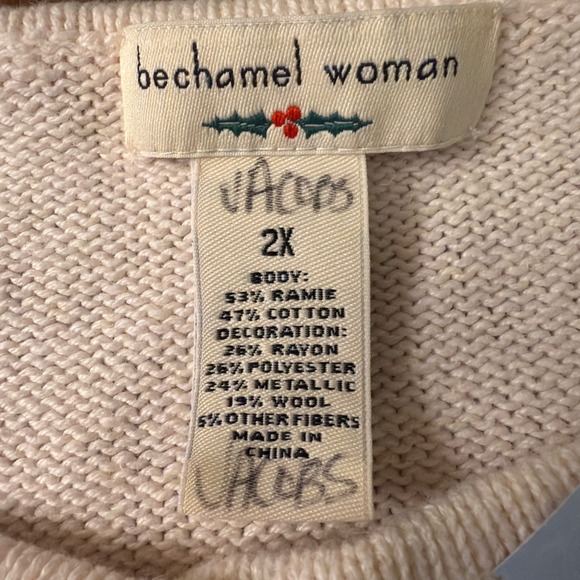 bechamel woman
JACOBS
2X
BODY:
53% RAMIE
47% COTTON
DECORATION:
26% RAYON
26% POLYESTER
24% METALLIC
19% WOOL
5% OTHER FIBERS
MADE IN
CHINA
JACOBS